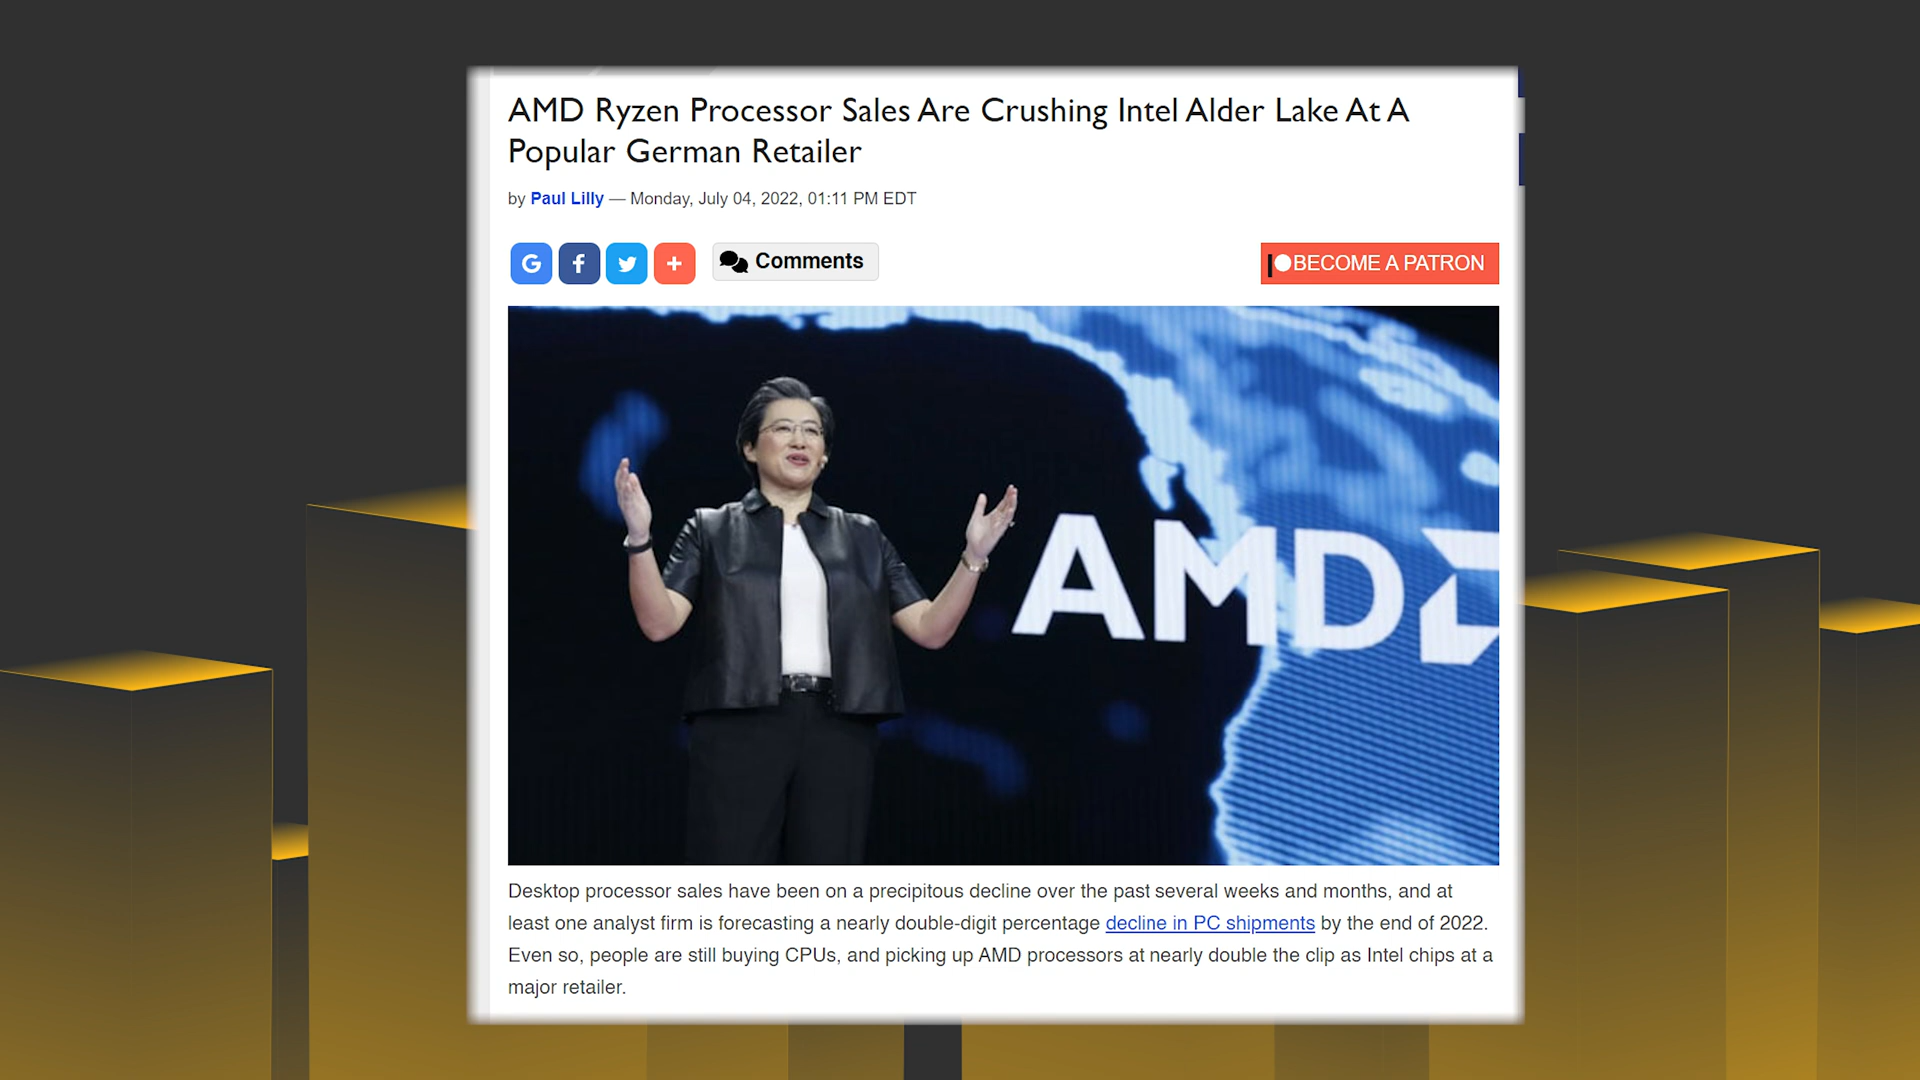 AMD Ryzen Processor Sales Are Crushing Intel Alder Lake At A
Popular German Retailer
by Paul Lilly — Monday, July 04, 2022, 01:11 PM EDT
G f + Comments
BECOME A PATRON
AMD
Desktop processor sales have been on a precipitous decline over the past several weeks and months, and at
least one analyst firm is forecasting a nearly double-digit percentage decline in PC shipments by the end of 2022.
Even so, people are still buying CPUs, and picking up AMD processors at nearly double the clip as Intel chips at a
major retailer.